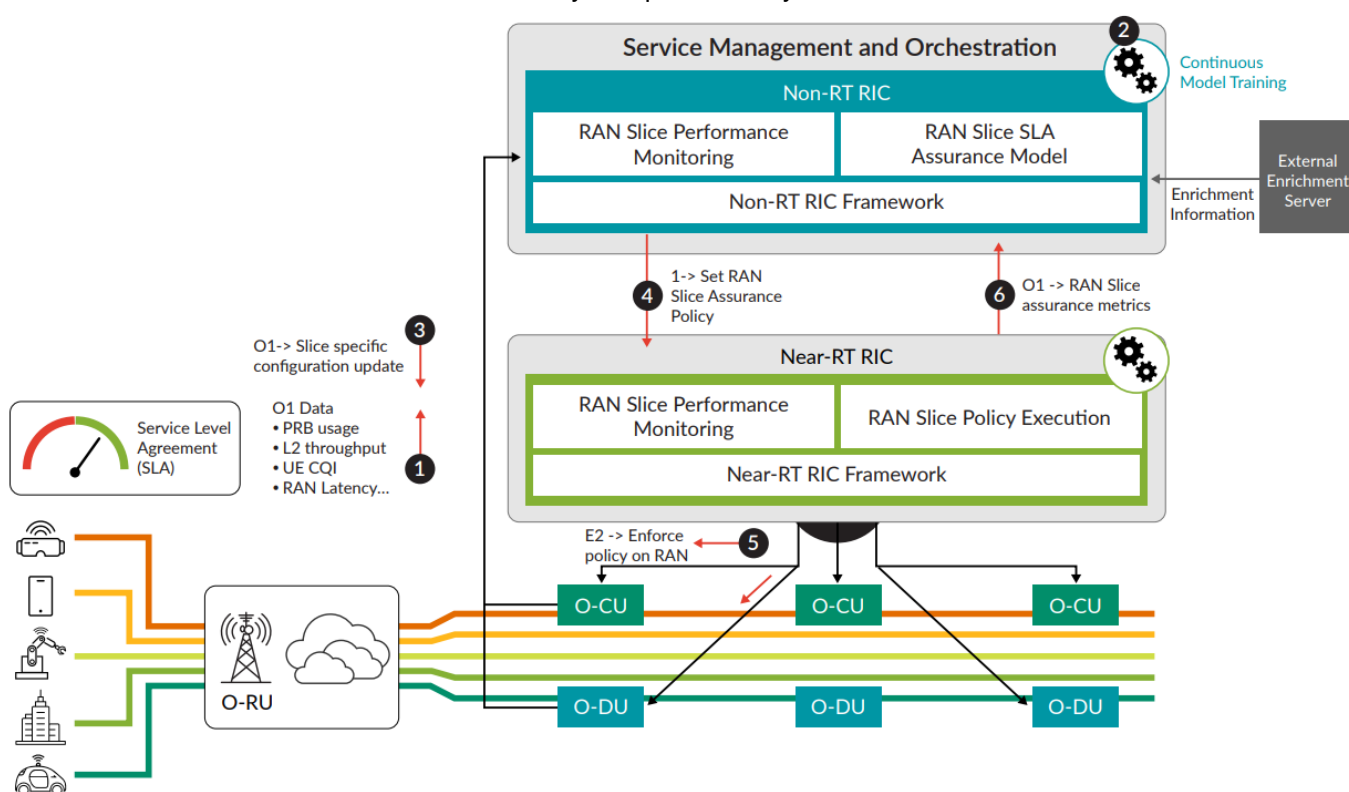 2
Service Management and Orchestration
Continuous
Model Training
Non-RT RIC
RAN Slice Performance
Monitoring
RAN Slice SLA
Assurance Model
Non-RT RIC Framework
External
Enrichment
Server
Enrichment
Information
4
1-> Set RAN
Slice Assurance
Policy
6
O1 -> RAN Slice
assurance metrics
3
O1-> Slice specific
configuration update
Near-RT RIC
RAN Slice Performance
Monitoring
RAN Slice Policy Execution
Near-RT RIC Framework
Service Level
Agreement
(SLA)
O1 Data
• PRB usage
• L2 throughput
• UE CQI
• RAN Latency...
1
E2 -> Enforce
policy on RAN
5
O-CU
O-CU
O-CU
O-RU
O-DU
O-DU
O-DU